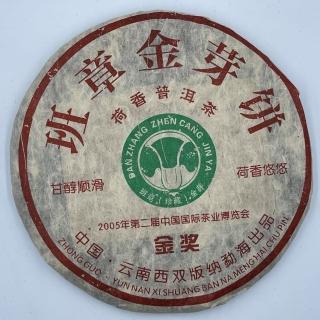 班章金芽饼
荷香普洱茶
BAN ZHANG ZHEN CANG JIN YA
甘醇顺滑
荷香悠悠
2005年第二届中国国际茶业博览会
金奖
中国·云南西双版纳勐海出品
ZHONG GUO YUN NAN XI SHUANG BAN NA MENG HAI CHU PIN